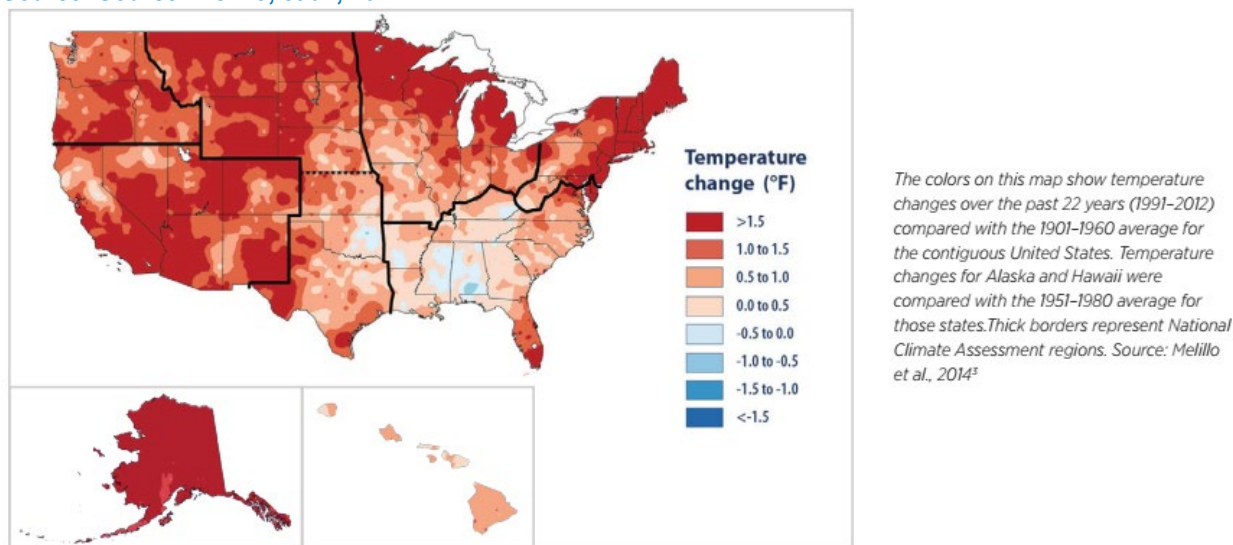 Temperature
change (°F)
>1.5
1.0 to 1.5
0.5 to 1.0
0.0 to 0.5
-0.5 to 0.0
-1.0 to -0.5
-1.5 to -1.0
<-1.5
The colors on this map show temperature
changes over the past 22 years (1991–2012)
compared with the 1901–1960 average for
the contiguous United States. Temperature
changes for Alaska and Hawaii were
compared with the 1951–1980 average for
those states.Thick borders represent National
Climate Assessment regions. Source: Melillo
et al., 2014³